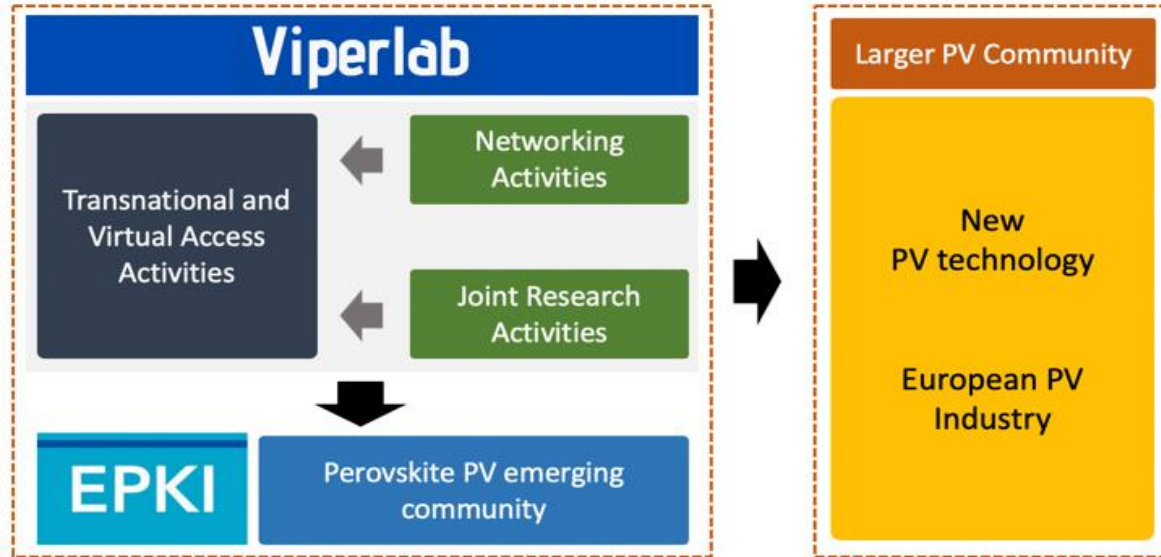 Viperlab
Transnational and
Virtual Access
Activities
Networking
Activities
Joint Research
Activities
EPKI
Perovskite PV emerging
community
Larger PV Community
New
PV technology
European PV
Industry